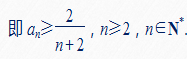 即 aₙ≥2/(n+2), n≥2, n∈N*.